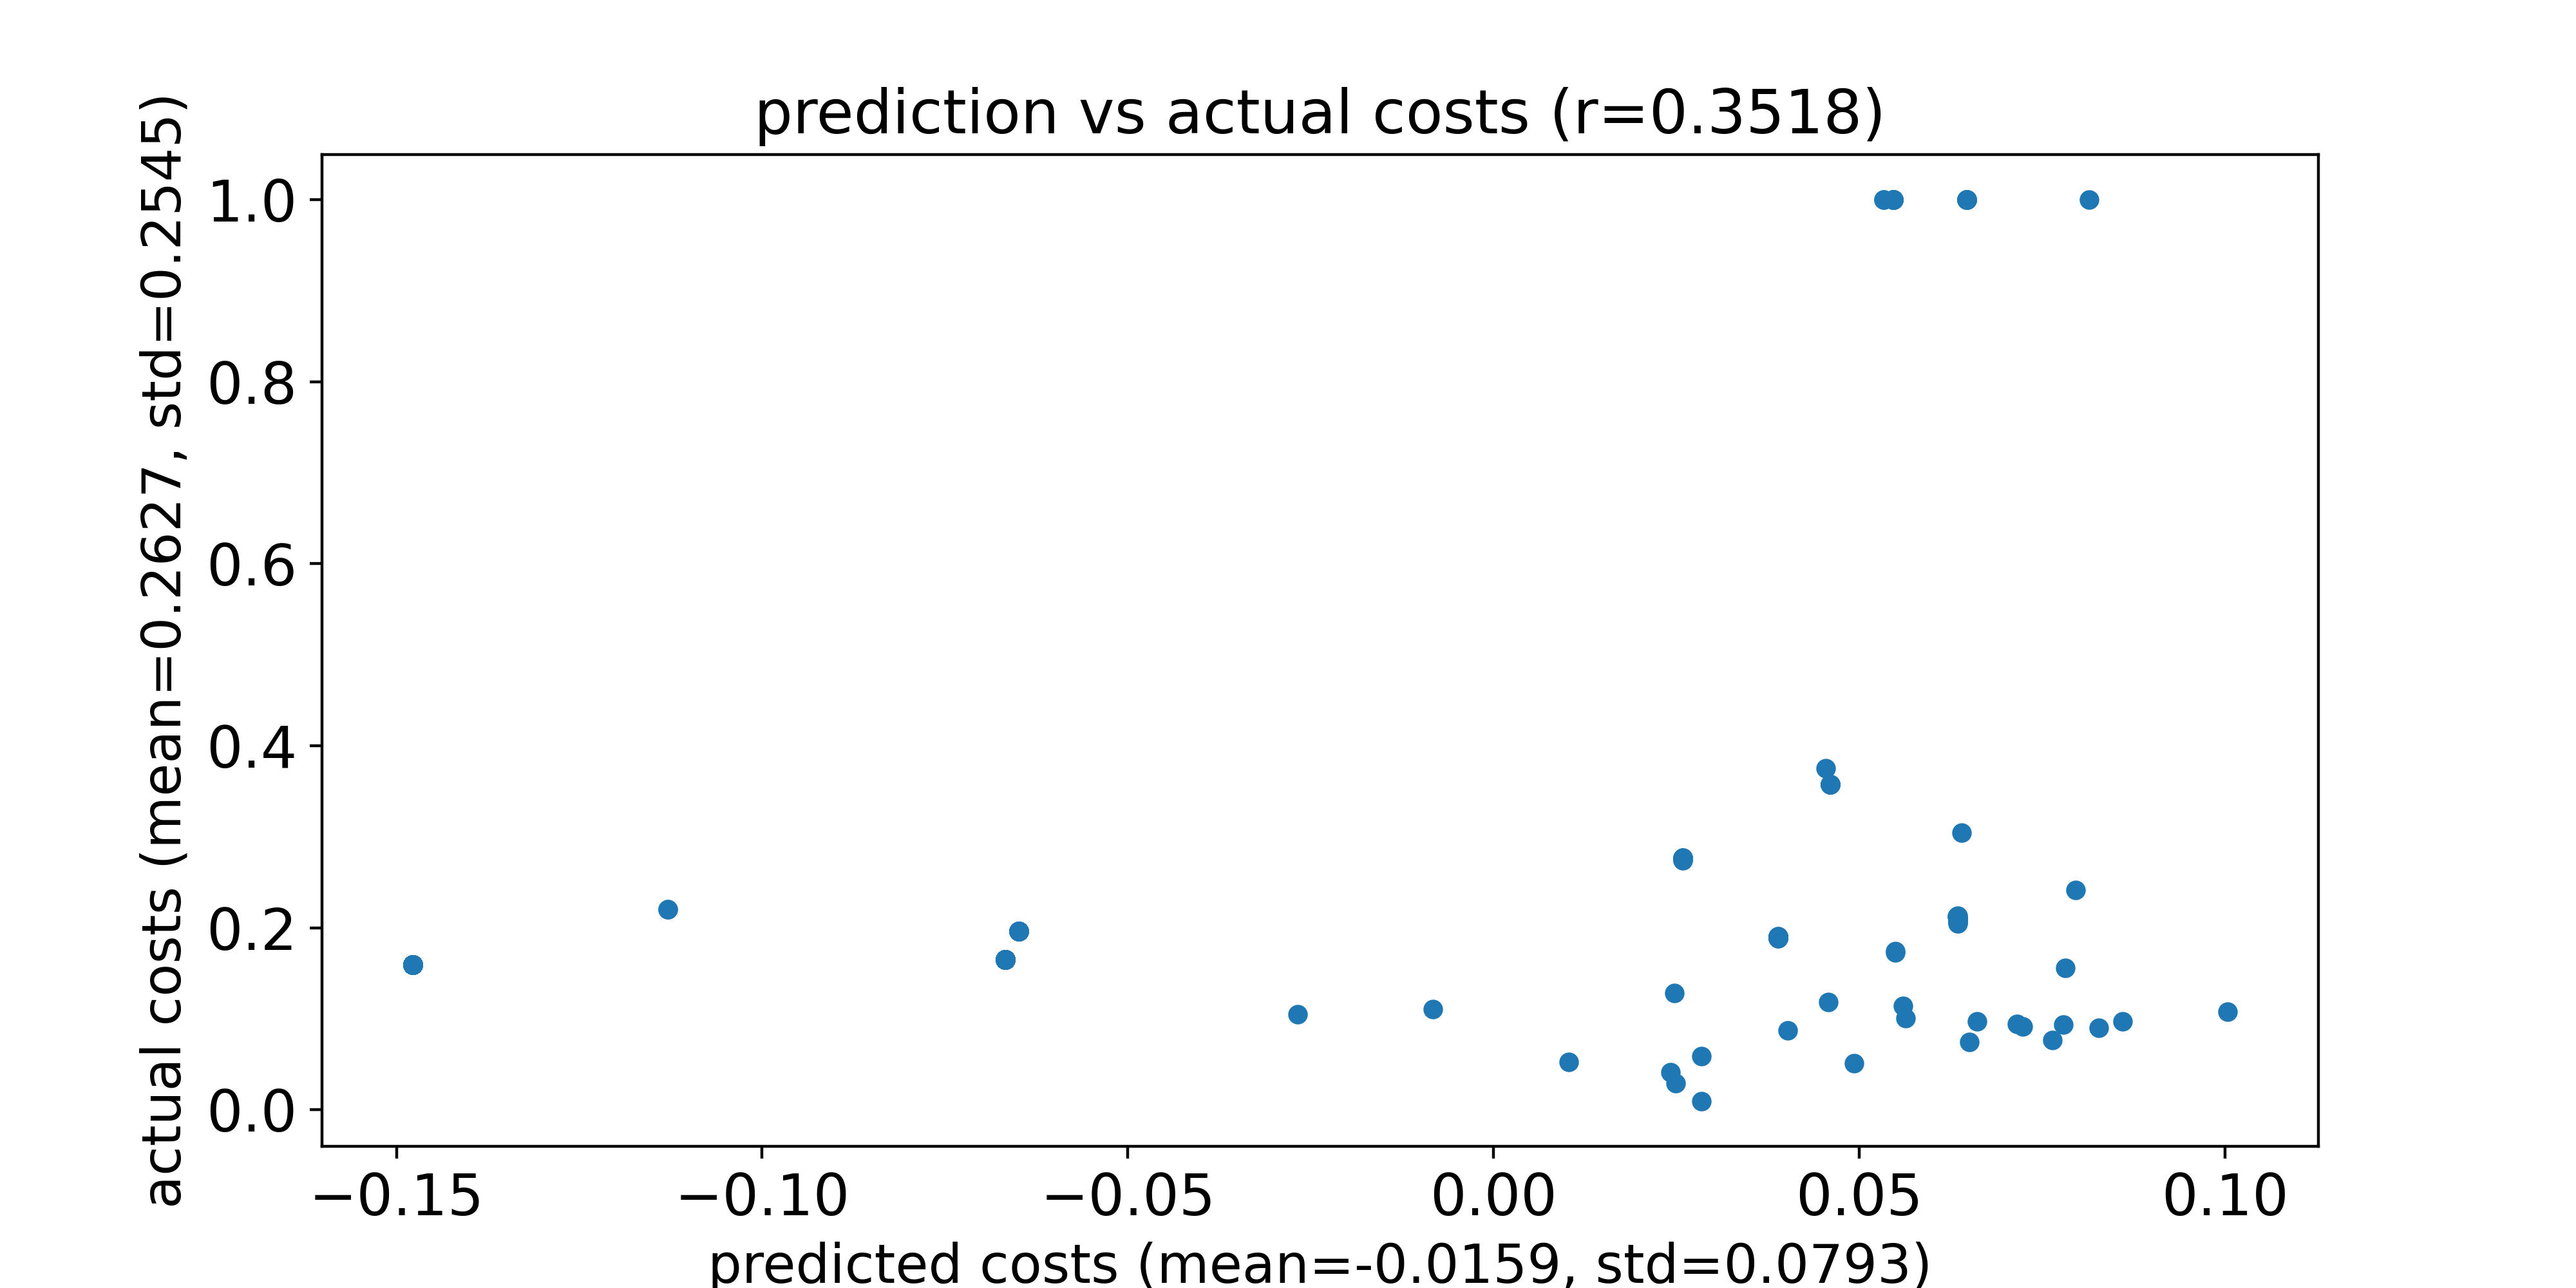 prediction vs actual costs (r=0.3518)
actual costs (mean=0.2627, std=0.2545)
1.0
0.8
0.6
0.4
0.2
0.0
−0.15 −0.10 −0.05 0.00 0.05 0.10
predicted costs (mean=-0.0159, std=0.0793)